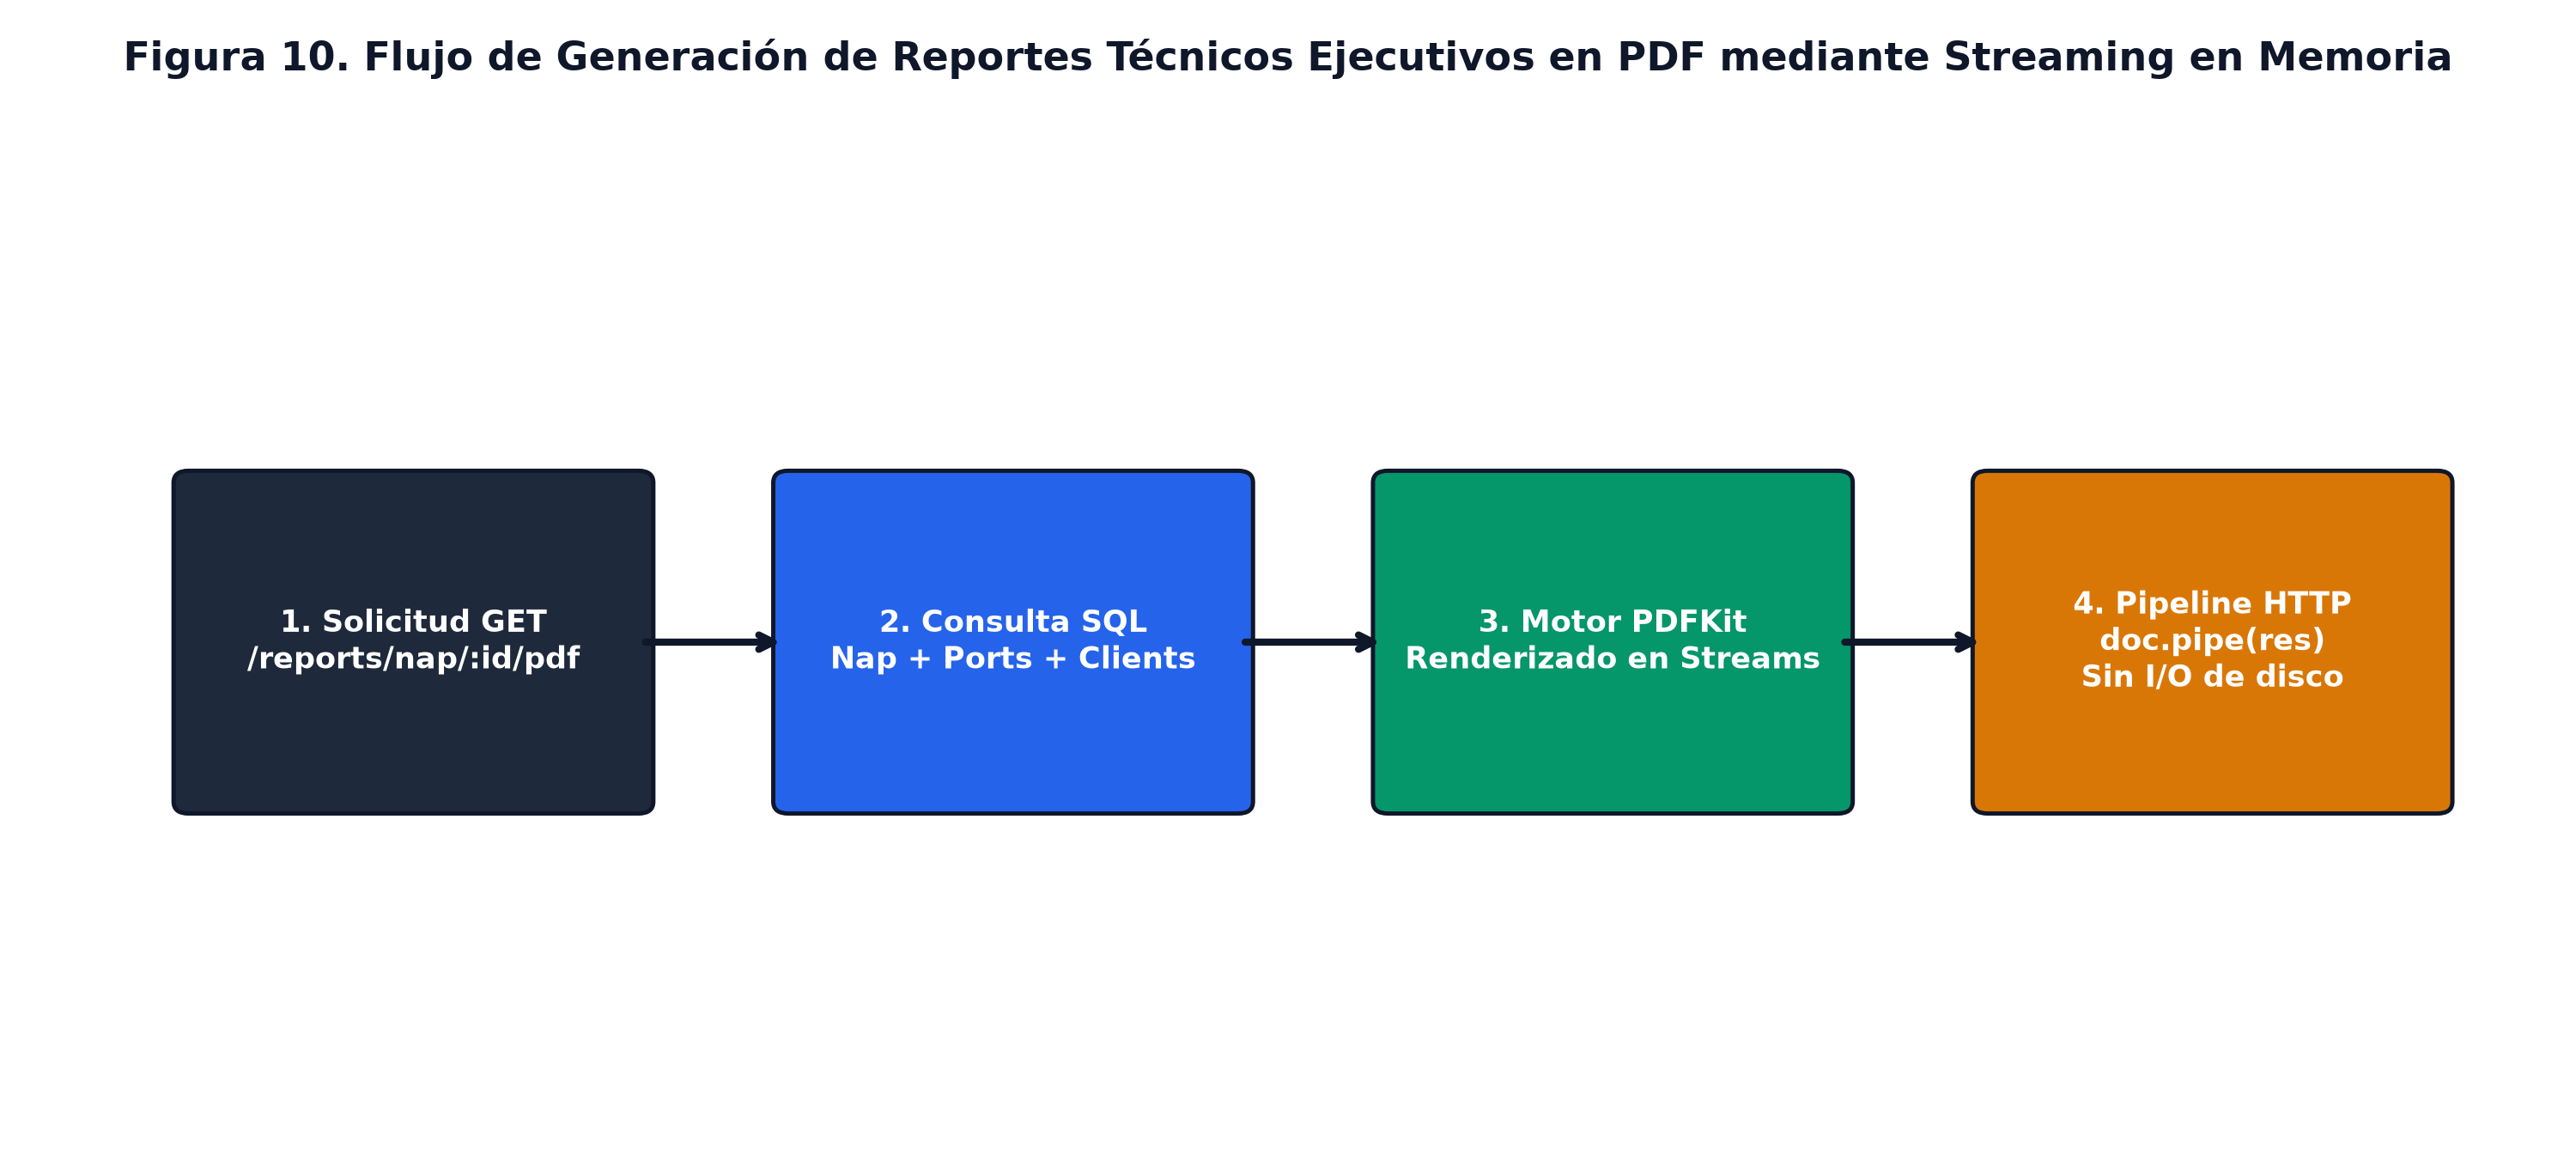 Figura 10. Flujo de Generación de Reportes Técnicos Ejecutivos en PDF mediante Streaming en Memoria
1. Solicitud GET
/reports/nap/:id/pdf
2. Consulta SQL
Nap + Ports + Clients
3. Motor PDFKit
Renderizado en Streams
4. Pipeline HTTP
doc.pipe(res)
Sin I/O de disco